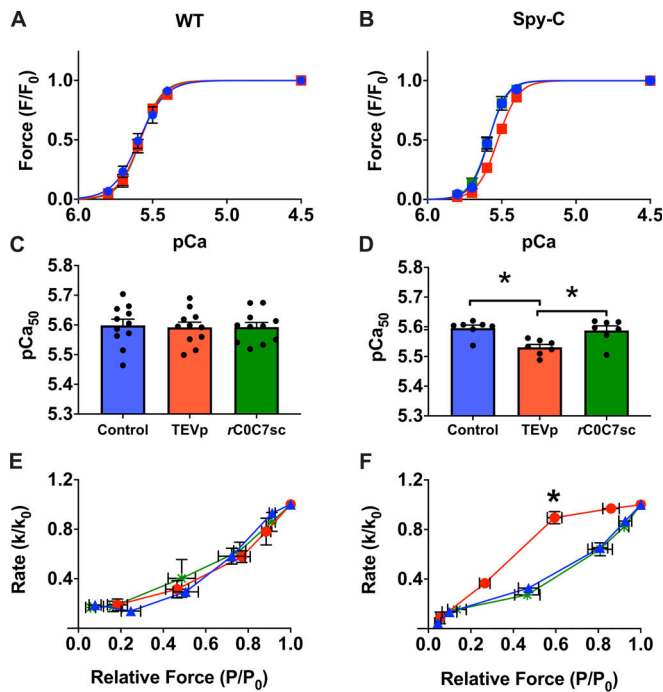 A WT
B Spy-C
Force (F/F0)
1.0
0.5
0.0
6.0 5.5 5.0 4.5
pCa
Force (F/F0)
1.0
0.5
0.0
6.0 5.5 5.0 4.5
pCa
C
pCa50
5.8
5.7
5.6
5.5
5.4
5.3
Control TEVp rC0C7sc
D
pCa50
5.8
5.7
5.6
5.5
5.4
5.3
* *
Control TEVp rC0C7sc
E
Rate (k/k0)
1.2
0.8
0.4
0.0 0.2 0.4 0.6 0.8 1.0
Relative Force (P/P0)
F
Rate (k/k0)
1.2
0.8
0.4
*
0.0 0.2 0.4 0.6 0.8 1.0
Relative Force (P/P0)